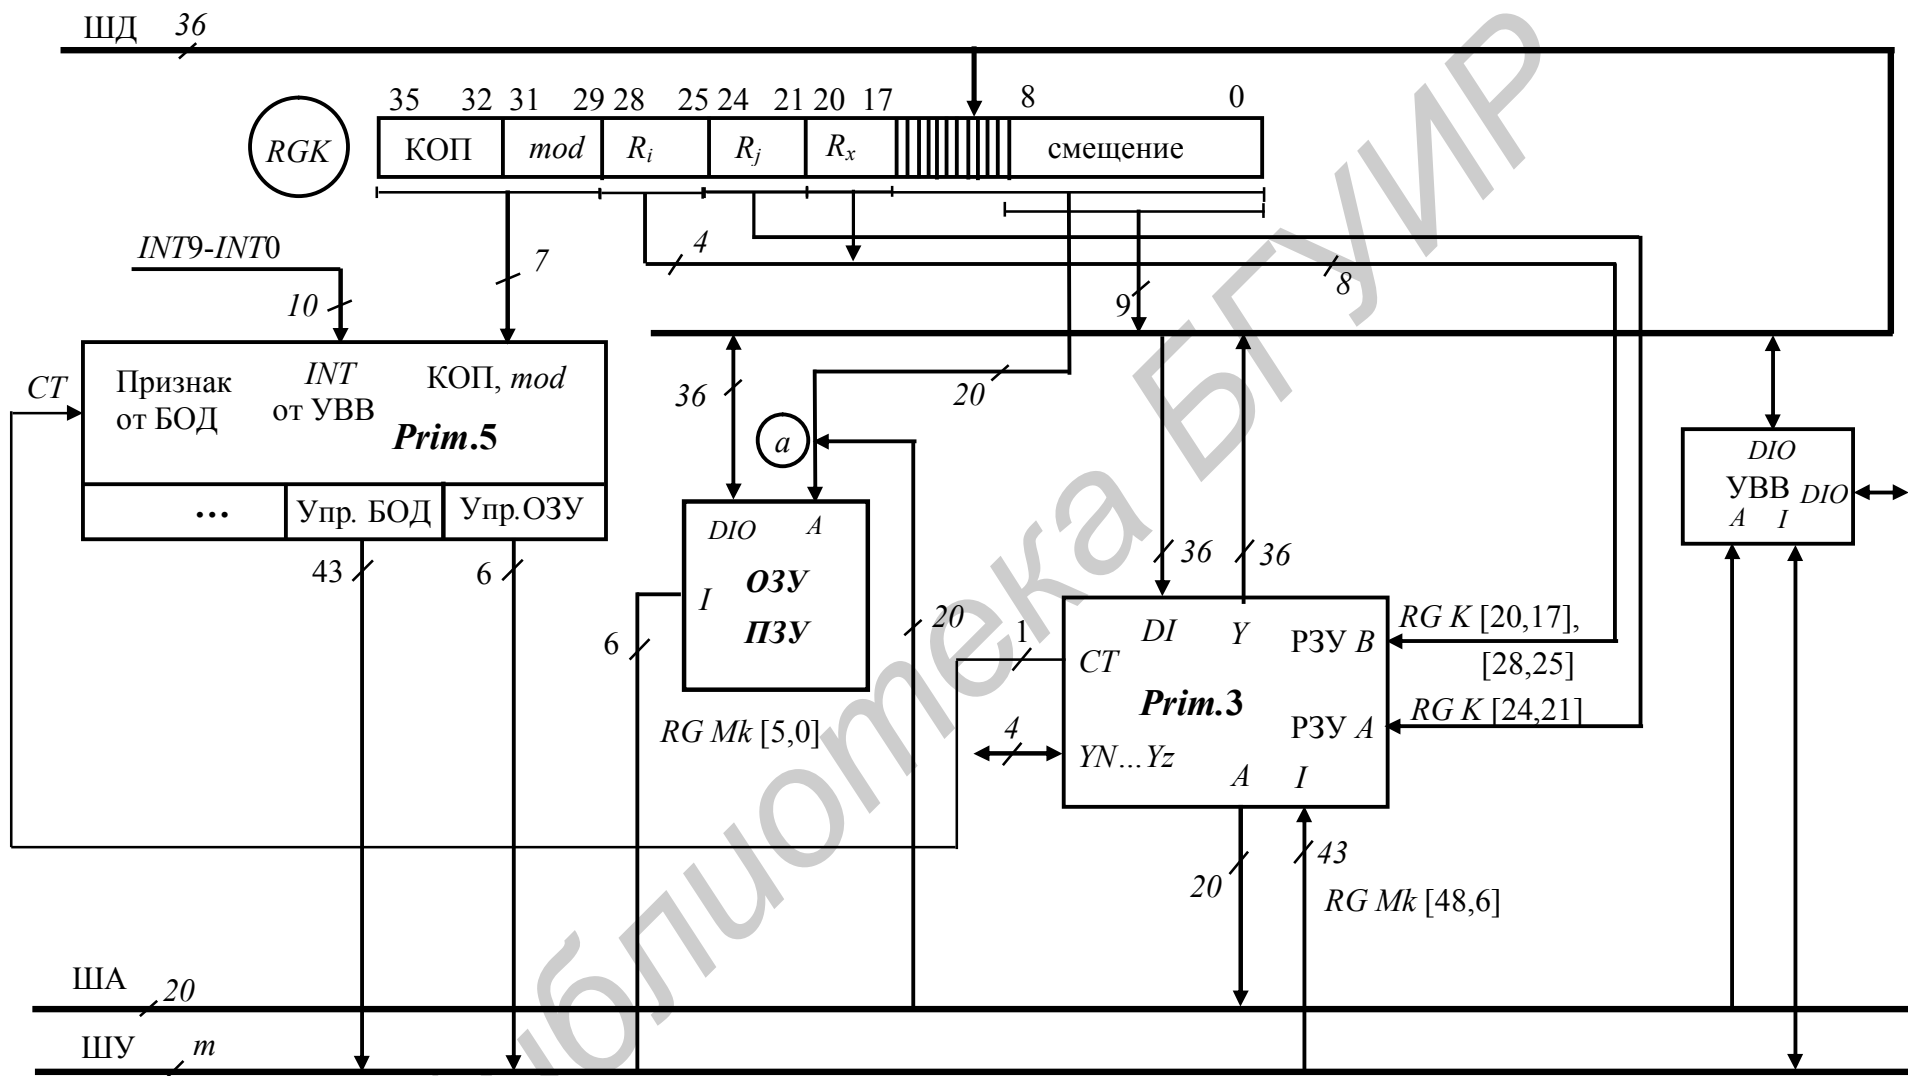 ШД 36
35 32 31 29 28 25 24 21 20 17 8 0
RGK КОП mod Ri Rj Rx смещение
INT9-INT0
10
7
4
8
9
CT
Признак от БОД
INT от УВВ
КОП, mod
Prim.5
...
Упр. БОД
Упр.ОЗУ
43
6
36
20
a
DIO A
I
ОЗУ
ПЗУ
6
RG Mk [5,0]
20
36
36
DI Y
РЗУ B
CT
1
Prim.3
РЗУ A
YN...Yz
4
A I
RG K [20,17],
[28,25]
RG K [24,21]
20
43
RG Mk [48,6]
DIO
УВВ DIO
A I
ША 20
ШУ m
блиотека БГУИР